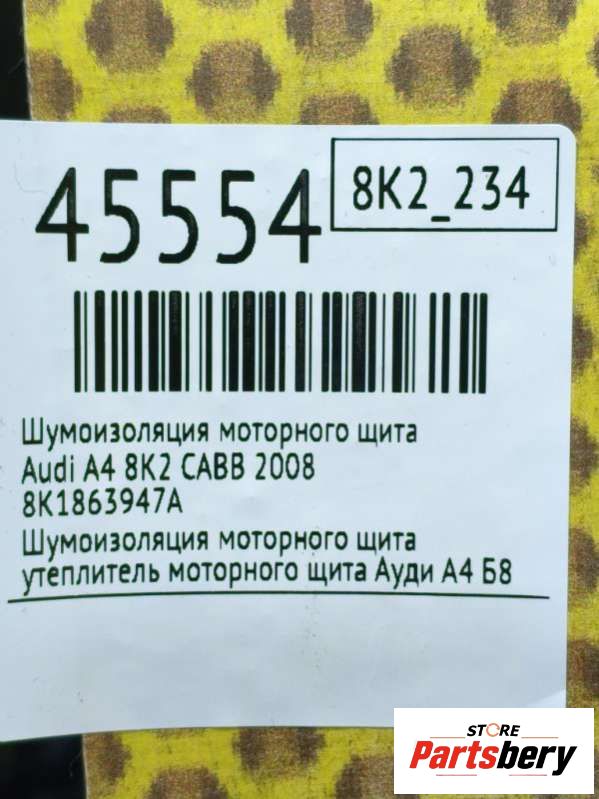 45554
8K2_234
Шумоизоляция моторного щита
Audi A4 8K2 CABB 2008
8K1863947A
Шумоизоляция моторного щита
утеплитель моторного щита Ауди А4 Б8
STORE
Partsbery